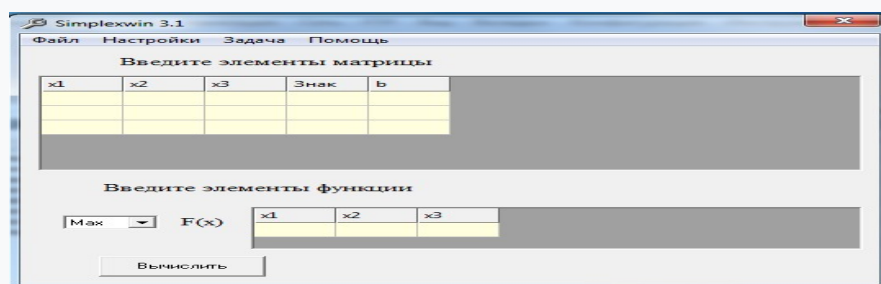 Simplexwin 3.1
Файл Настройки Задача Помощь
Введите элементы матрицы
x1 x2 x3 Знак b
Введите элементы функции
Max F(x) x1 x2 x3
Вычислить